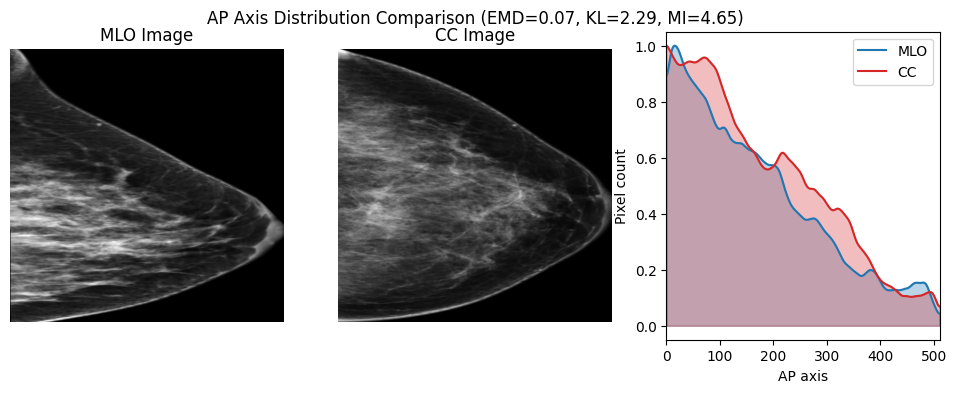 AP Axis Distribution Comparison (EMD=0.07, KL=2.29, MI=4.65)
MLO Image
CC Image
MLO
CC
Pixel count
1.0
0.8
0.6
0.4
0.2
0.0
0 100 200 300 400 500
AP axis